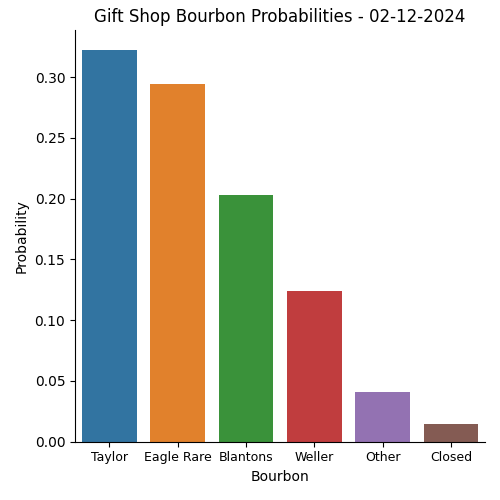 Gift Shop Bourbon Probabilities - 02-12-2024
Probability
0.30
0.25
0.20
0.15
0.10
0.05
0.00
Taylor Eagle Rare Blantons Weller Other Closed
Bourbon